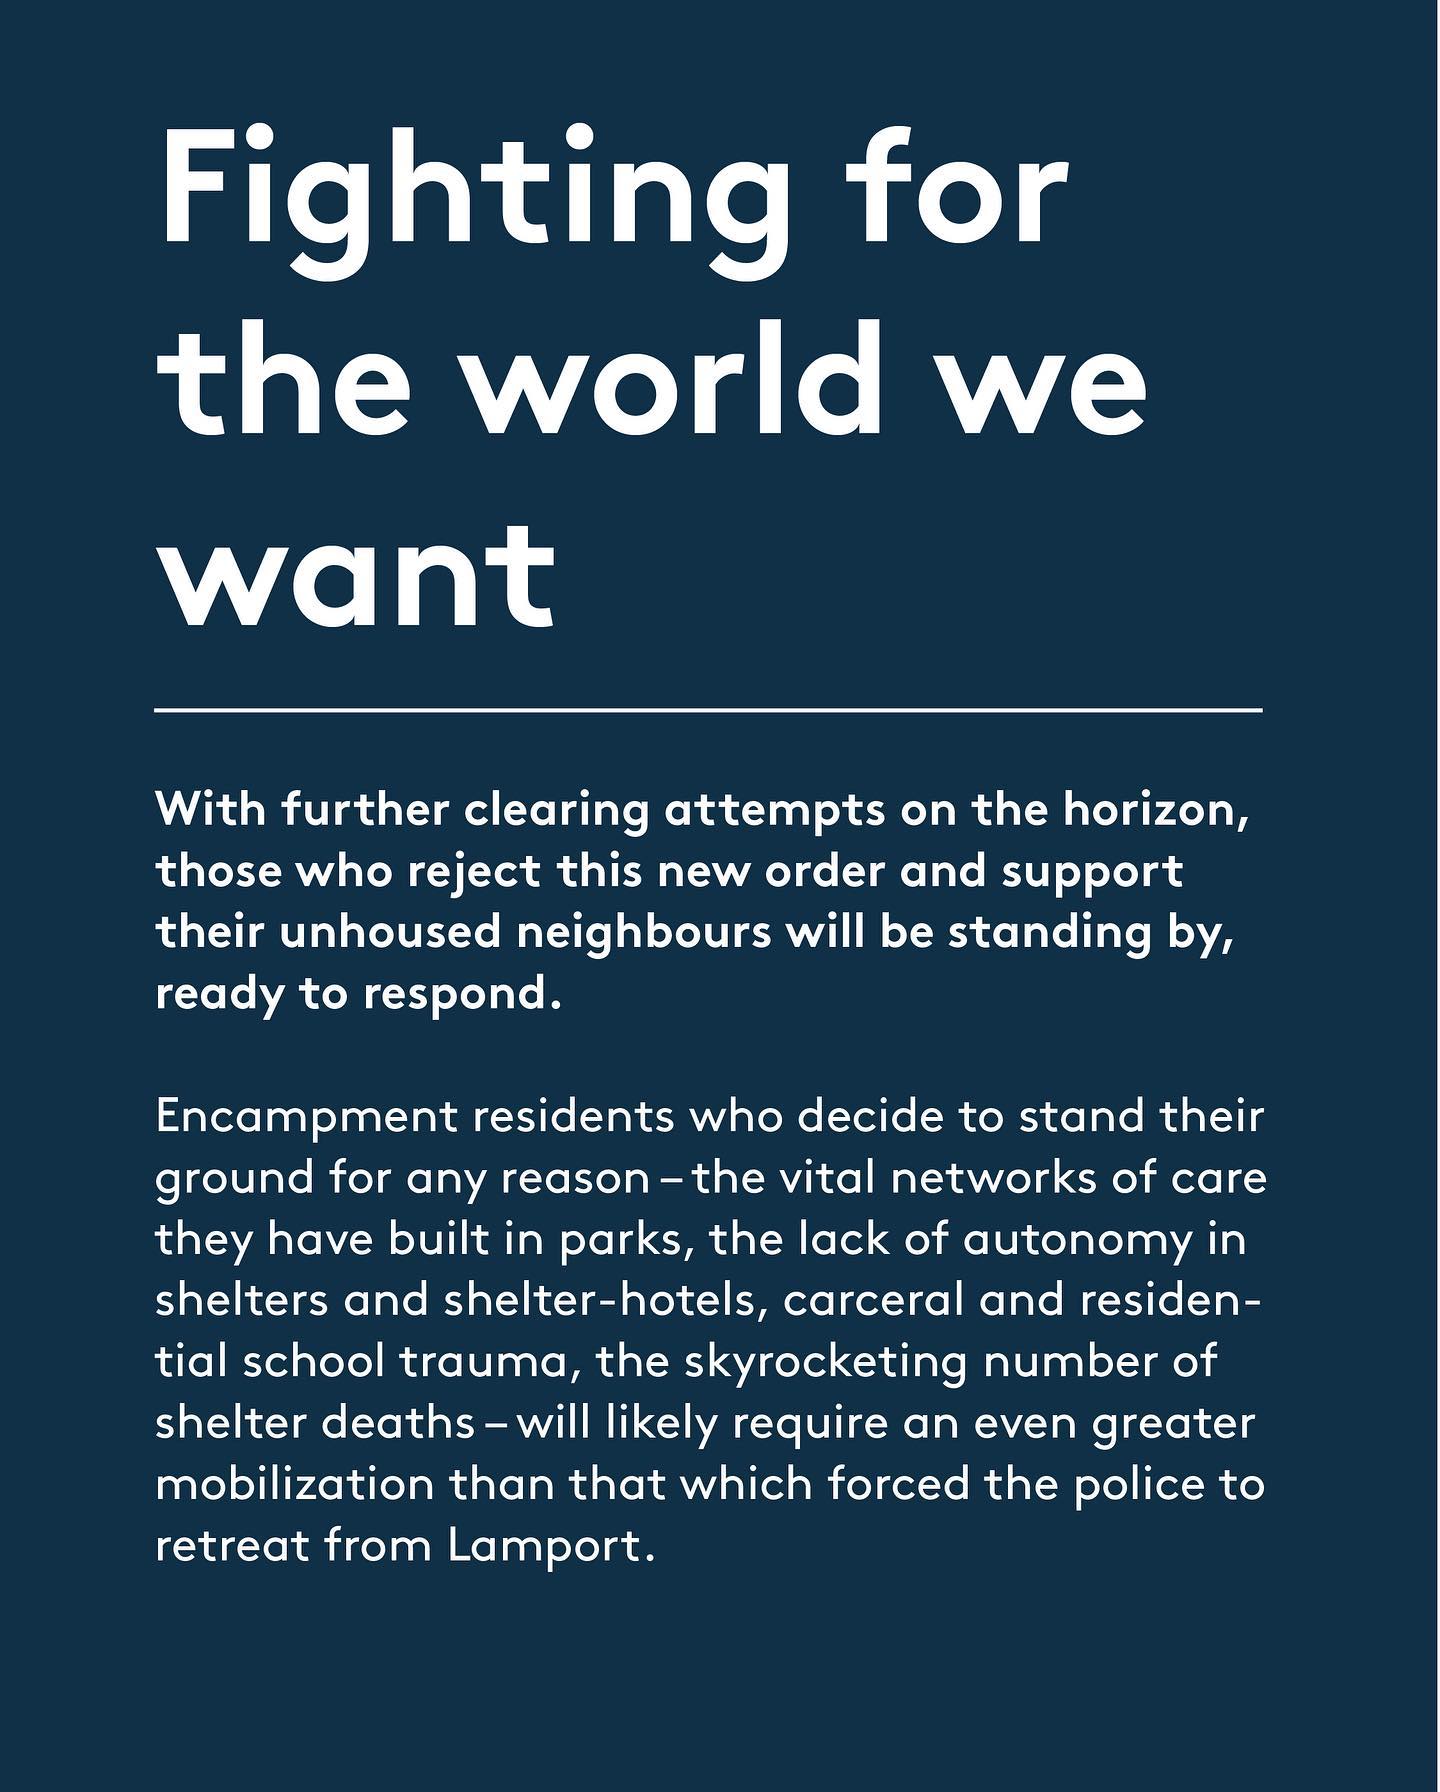 Fighting for
the world we
want
With further clearing attempts on the horizon,
those who reject this new order and support
their unhoused neighbours will be standing by,
ready to respond.
Encampment residents who decide to stand their
ground for any reason – the vital networks of care
they have built in parks, the lack of autonomy in
shelters and shelter-hotels, carceral and residen-
tial school trauma, the skyrocketing number of
shelter deaths – will likely require an even greater
mobilization than that which forced the police to
retreat from Lamport.